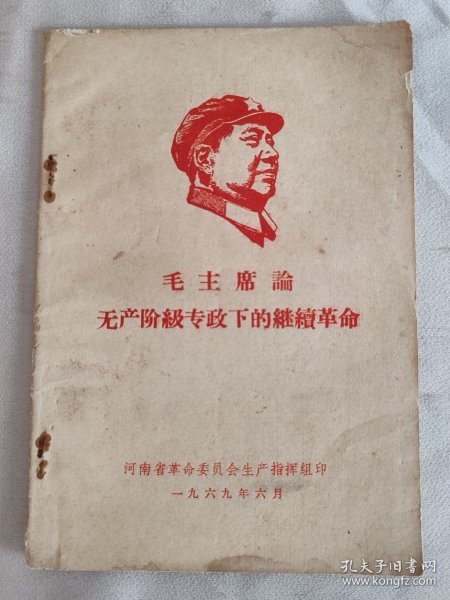 毛主席論
无产阶級专政下的継續革命
河南省革命委員会生产指挥组印
一九六九年六月
孔夫子旧书网
www.kongfz.com